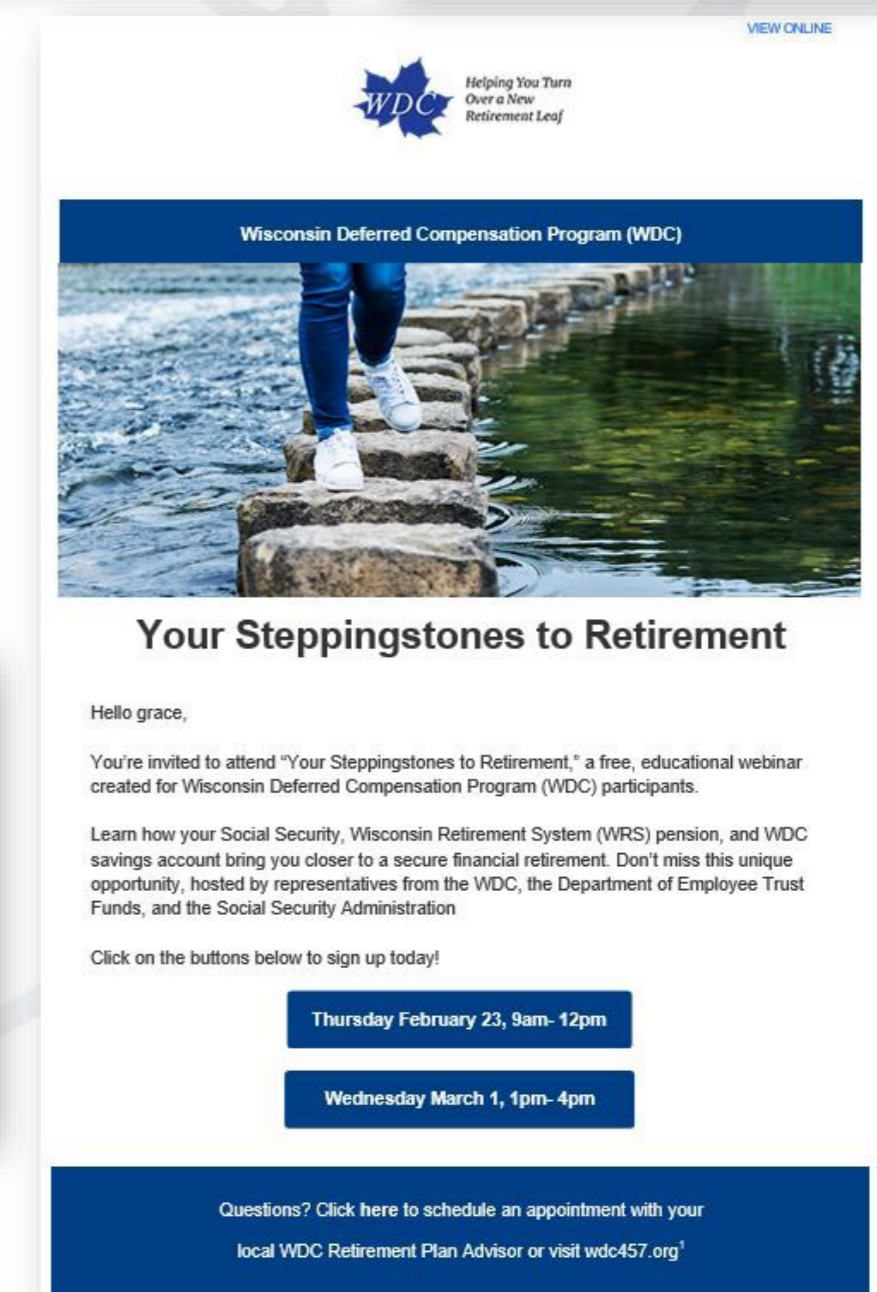 VIEW ONLINE
WDC
Helping You Turn
Over a New
Retirement Leaf
Wisconsin Deferred Compensation Program (WDC)
Your Steppingstones to Retirement
Hello grace,
You're invited to attend “Your Steppingstones to Retirement,” a free, educational webinar
created for Wisconsin Deferred Compensation Program (WDC) participants.
Learn how your Social Security, Wisconsin Retirement System (WRS) pension, and WDC
savings account bring you closer to a secure financial retirement. Don't miss this unique
opportunity, hosted by representatives from the WDC, the Department of Employee Trust
Funds, and the Social Security Administration
Click on the buttons below to sign up today!
Thursday February 23, 9am- 12pm
Wednesday March 1, 1pm- 4pm
Questions? Click here to schedule an appointment with your
local WDC Retirement Plan Advisor or visit wdc457.org¹